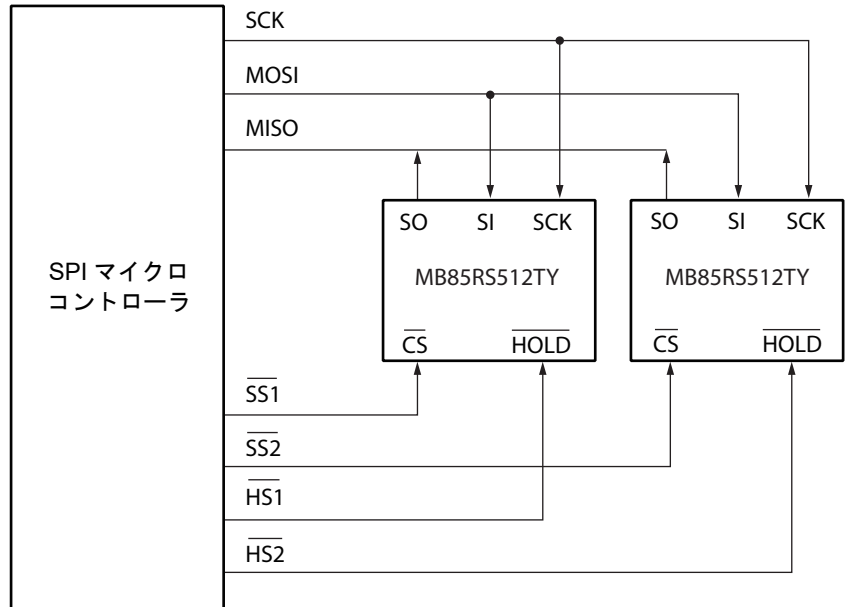 SCK
MOSI
MISO
SO SI SCK
MB85RS512TY
CS HOLD
SO SI SCK
MB85RS512TY
CS HOLD
SPI マイクロ
コントローラ
SS1
SS2
HS1
HS2